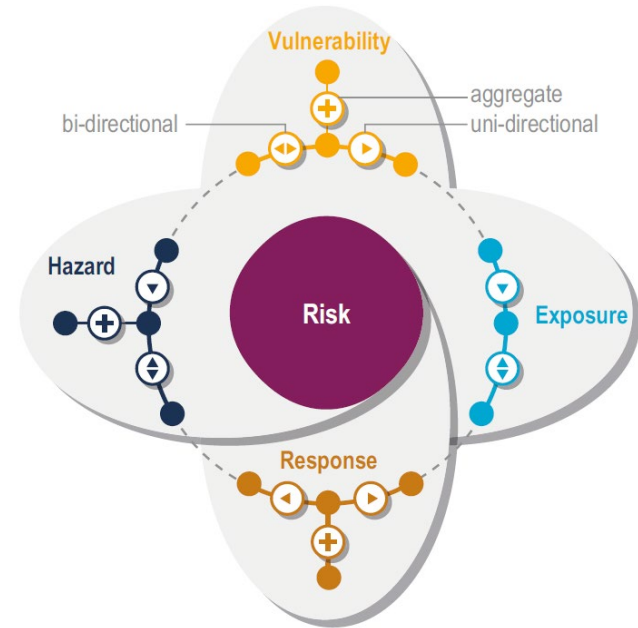 Vulnerability
aggregate
bi-directional
uni-directional
Hazard
Risk
Exposure
Response